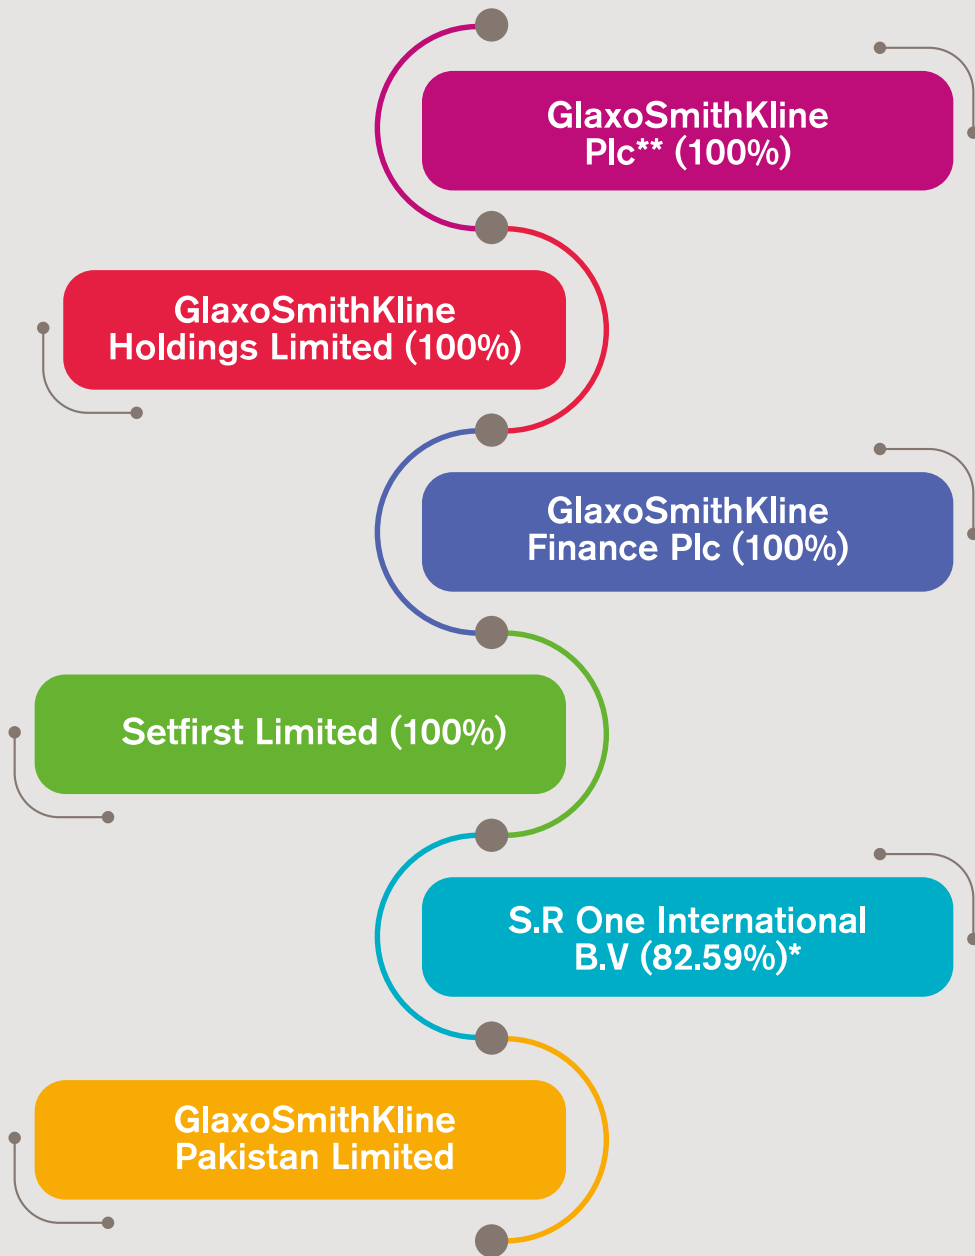 GlaxoSmithKline
Plc** (100%)
GlaxoSmithKline
Holdings Limited (100%)
GlaxoSmithKline
Finance Plc (100%)
Setfirst Limited (100%)
S.R One International
B.V (82.59%)*
GlaxoSmithKline
Pakistan Limited